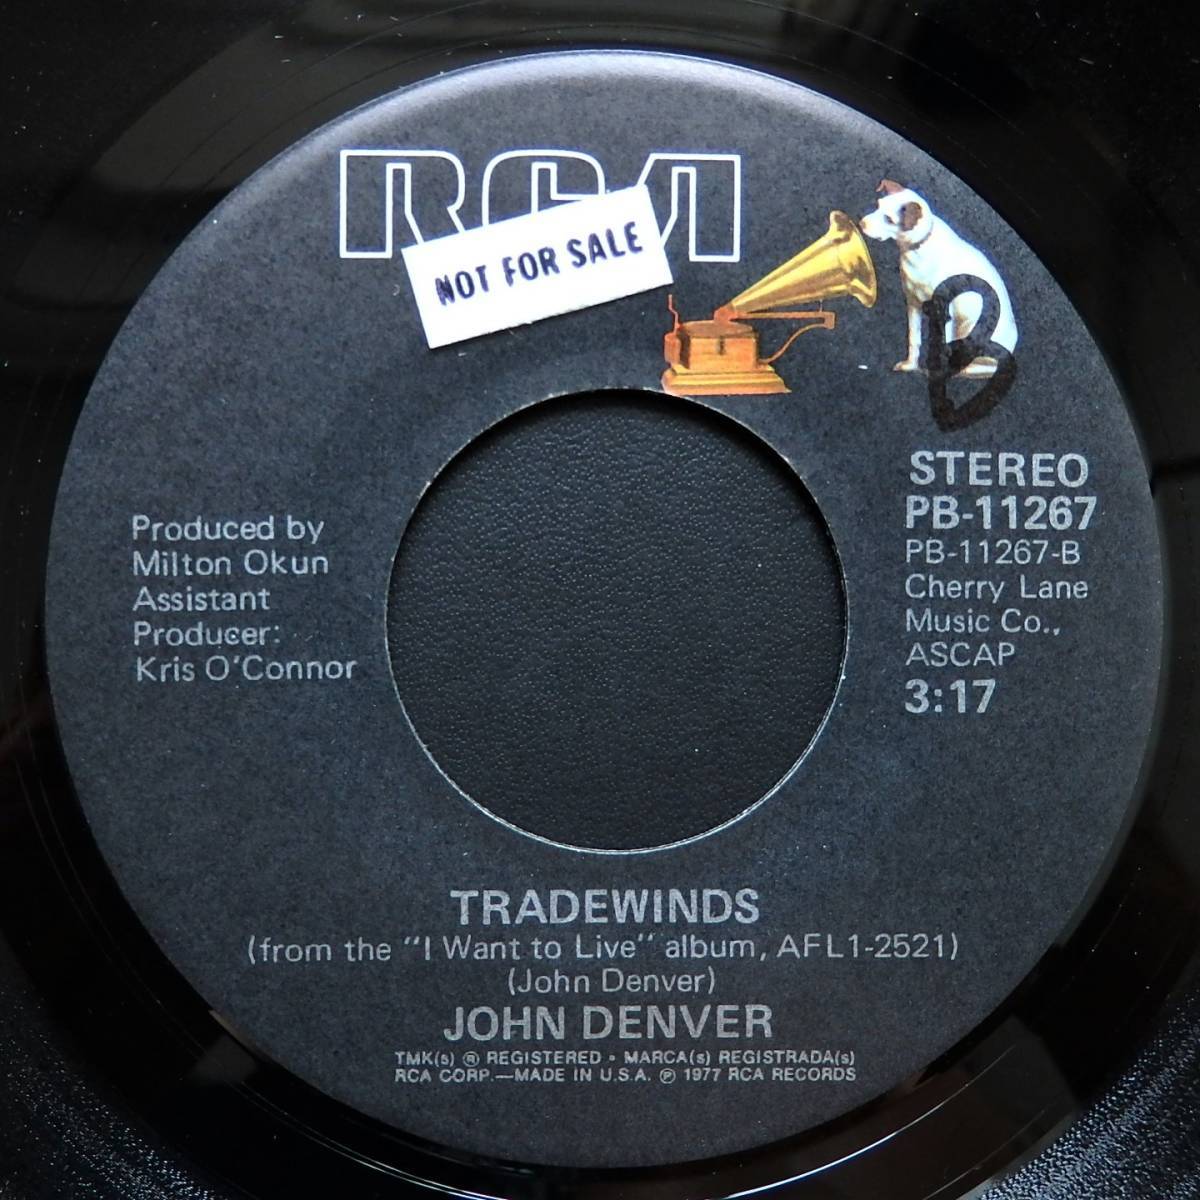 RCA
NOT FOR SALE
B
STEREO
PB-11267
PB-11267-B
Cherry Lane
Music Co.,
ASCAP
3:17
Produced by
Milton Okun
Assistant
Producer:
Kris O'Connor
TRADEWINDS
(from the "I Want to Live" album, AFL1-2521)
(John Denver)
JOHN DENVER
TMK(s) ® REGISTERED • MARCA(s) REGISTRADA(s)
RCA CORP.—MADE IN U.S.A. ℗ 1977 RCA RECORDS